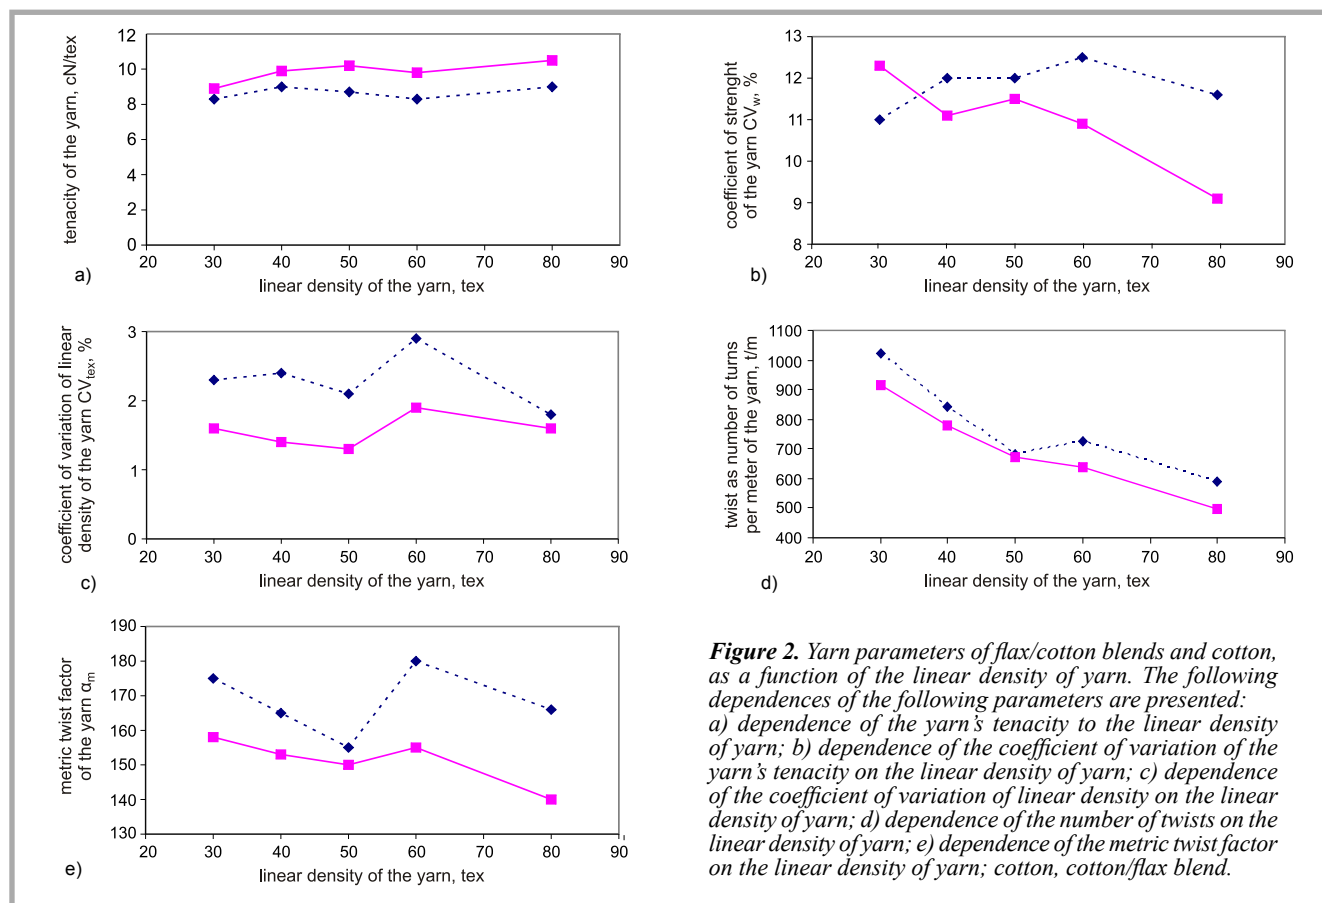 12
10
8
6
4
2
0
tenacity of the yarn, cN/tex
20 30 40 50 60 70 80 90
a)
linear density of the yarn, tex
13
12
11
10
9
8
coefficient of strenght
of the yarn CVw, %
20 30 40 50 60 70 80 90
b)
linear density of the yarn, tex
3
2
1
0
coefficient of variation of linear
density of the yarn CVtex, %
20 30 40 50 60 70 80 90
c)
linear density of the yarn, tex
1100
1000
900
800
700
600
500
400
twist as number of turns
per meter of the yarn, t/m
20 30 40 50 60 70 80 90
d)
linear density of the yarn, tex
190
180
170
160
150
140
130
metric twist factor
of the yarn αm
20 30 40 50 60 70 80 90
e)
linear density of the yarn, tex
Figure 2. Yarn parameters of flax/cotton blends and cotton,
as a function of the linear density of yarn. The following
dependences of the following parameters are presented:
a) dependence of the yarn's tenacity to the linear density
of yarn; b) dependence of the coefficient of variation of the
yarn's tenacity on the linear density of yarn; c) dependence
of the coefficient of variation of linear density on the linear
density of yarn; d) dependence of the number of twists on the
linear density of yarn; e) dependence of the metric twist factor
on the linear density of yarn; cotton, cotton/flax blend.